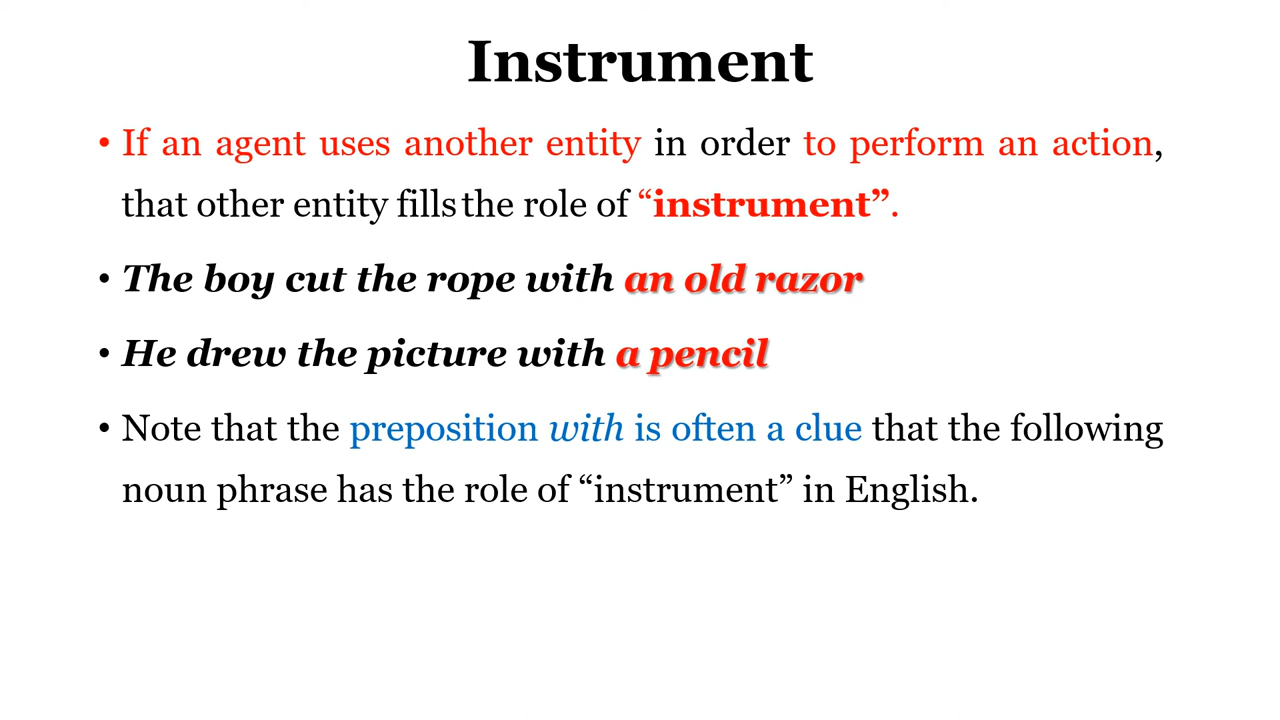 Instrument
• If an agent uses another entity in order to perform an action,
that other entity fills the role of “instrument”.
• The boy cut the rope with an old razor
• He drew the picture with a pencil
• Note that the preposition with is often a clue that the following
noun phrase has the role of “instrument” in English.